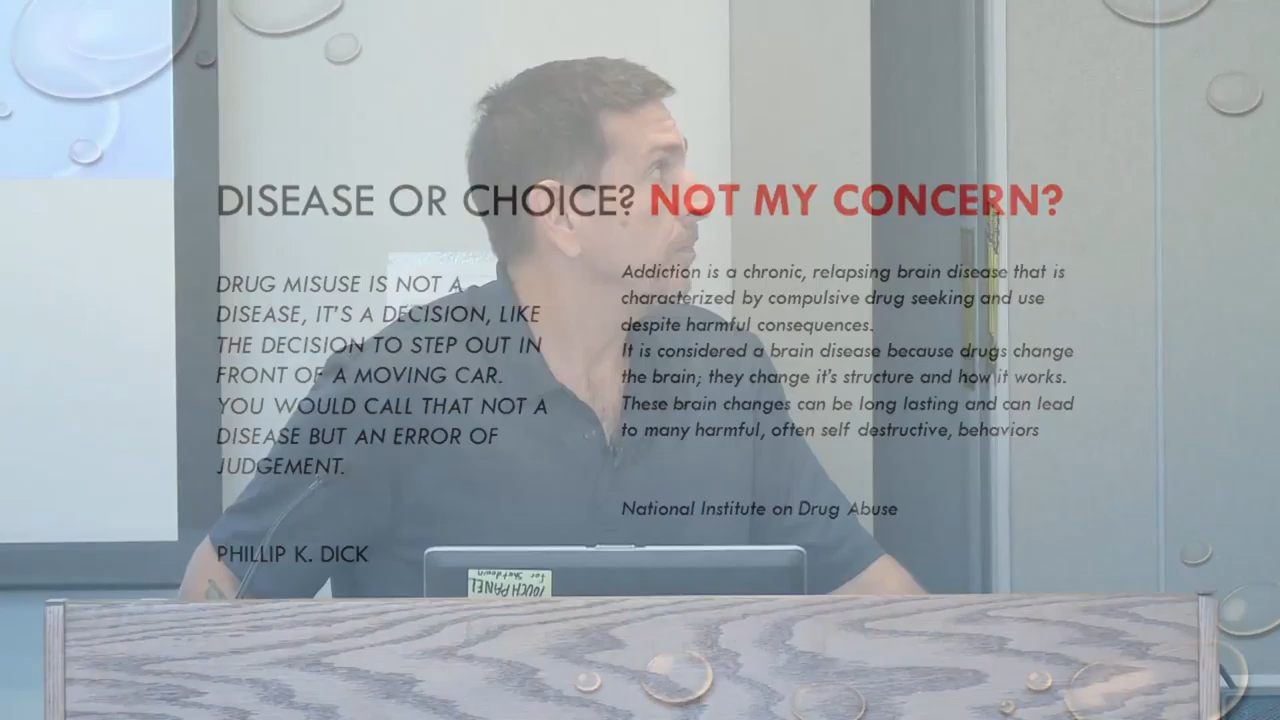 DISEASE OR CHOICE? NOT MY CONCERN?
DRUG MISUSE IS NOT A
DISEASE, IT'S A DECISION, LIKE
THE DECISION TO STEP OUT IN
FRONT OF A MOVING CAR.
YOU WOULD CALL THAT NOT A
DISEASE BUT AN ERROR OF
JUDGEMENT.
PHILLIP K. DICK
Addiction is a chronic, relapsing brain disease that is
characterized by compulsive drug seeking and use
despite harmful consequences.
It is considered a brain disease because drugs change
the brain; they change it's structure and how it works.
These brain changes can be long lasting and can lead
to many harmful, often self destructive, behaviors
National Institute on Drug Abuse
TOUCH PANEL
for Shutdown